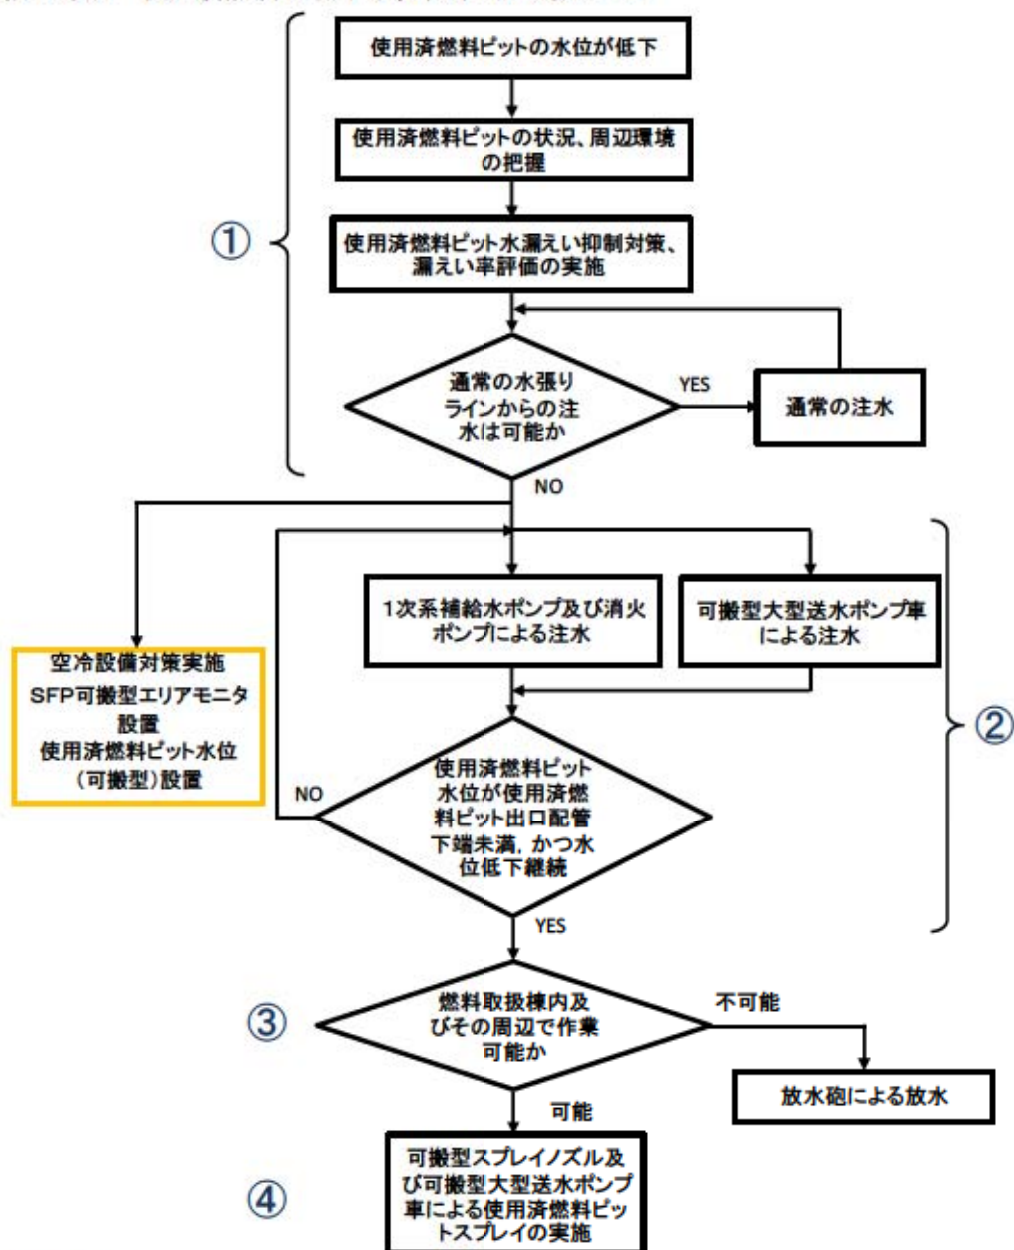 使用済燃料ピットの水位が低下
使用済燃料ピットの状況、周辺環境
の把握
①
使用済燃料ピット水漏えい抑制対策、
漏えい率評価の実施
通常の水張り
ラインからの注
水は可能か
YES
通常の注水
NO
1次系補給水ポンプ及び消火
ポンプによる注水
可搬型大型送水ポンプ車
による注水
空冷設備対策実施
SFP可搬型エリアモニタ
設置
使用済燃料ピット水位
(可搬型)設置
②
NO
使用済燃料ピット
水位が使用済燃
料ピット出口配管
下端未満,かつ水
位低下継続
YES
③
燃料取扱棟内及
びその周辺で作業
可能か
不可能
放水砲による放水
可能
④
可搬型スプレイノズル及
び可搬型大型送水ポンプ
車による使用済燃料ピッ
トスプレイの実施